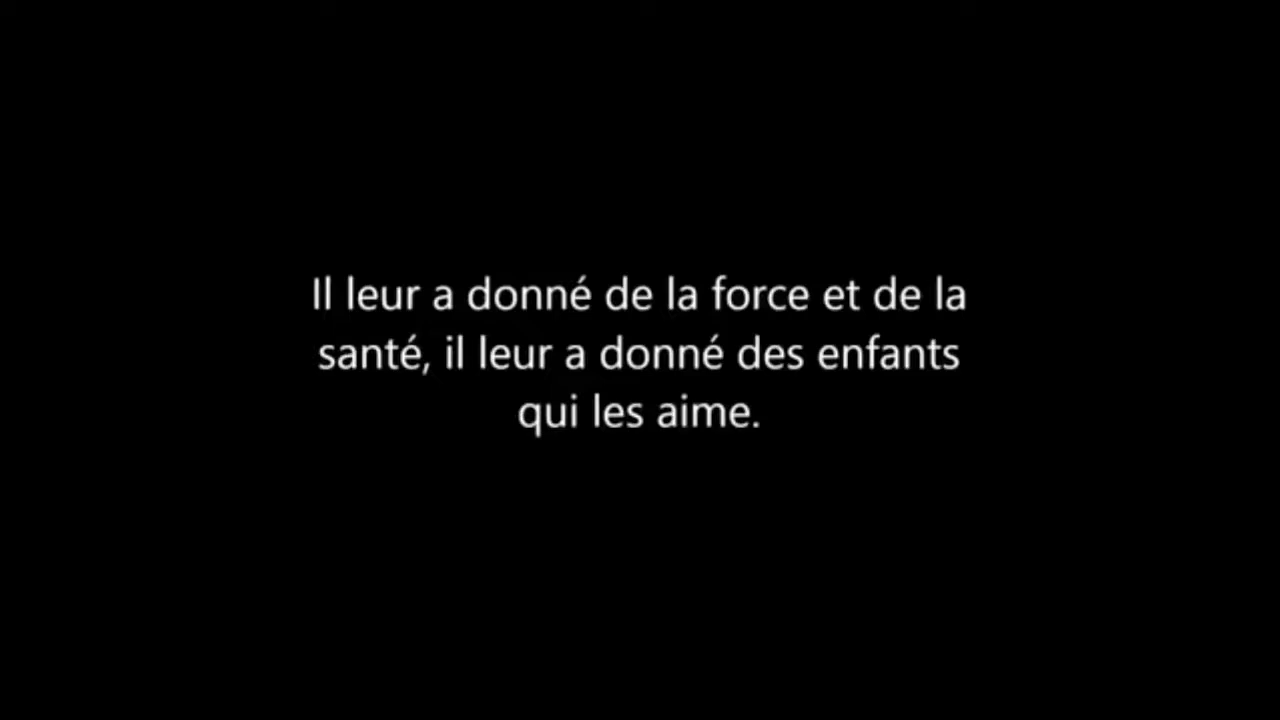 Il leur a donné de la force et de la
santé, il leur a donné des enfants
qui les aime.